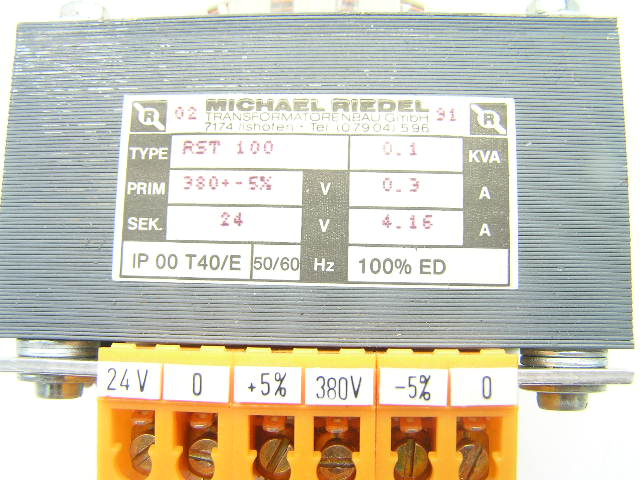 R 02 MICHAEL RIEDEL 91 R
TRANSFORMATORENBAU GmbH
7174 Ilshofen · Tel (07904) 596
TYPE RST 100 0.1 KVA
PRIM 380+-5% V 0.3 A
SEK. 24 V 4.16 A
IP 00 T40/E 50/60 Hz 100% ED
24V 0 +5% 380V -5% 0